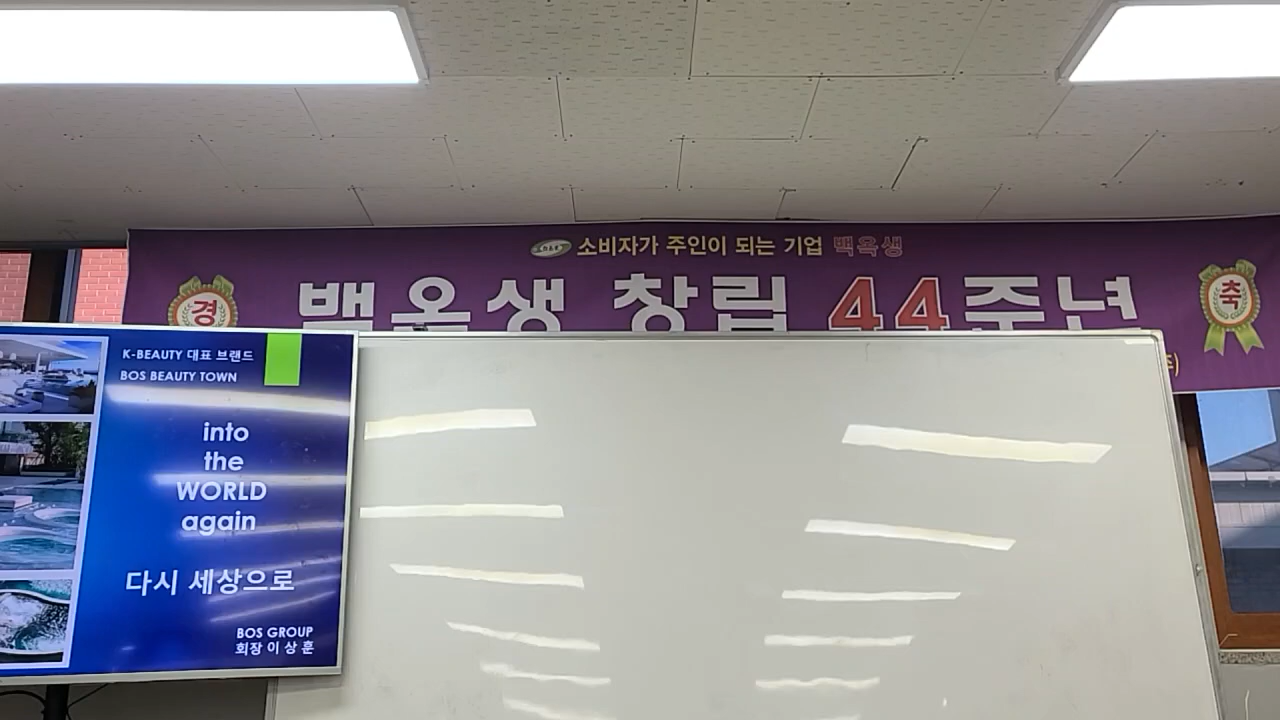 소비자가 주인이 되는 기업 백옥생
경
백옥생 창립 44주년
축
K-BEAUTY 대표 브랜드
BOS BEAUTY TOWN
into
the
WORLD
again
다시 세상으로
BOS GROUP
회장 이 상 훈